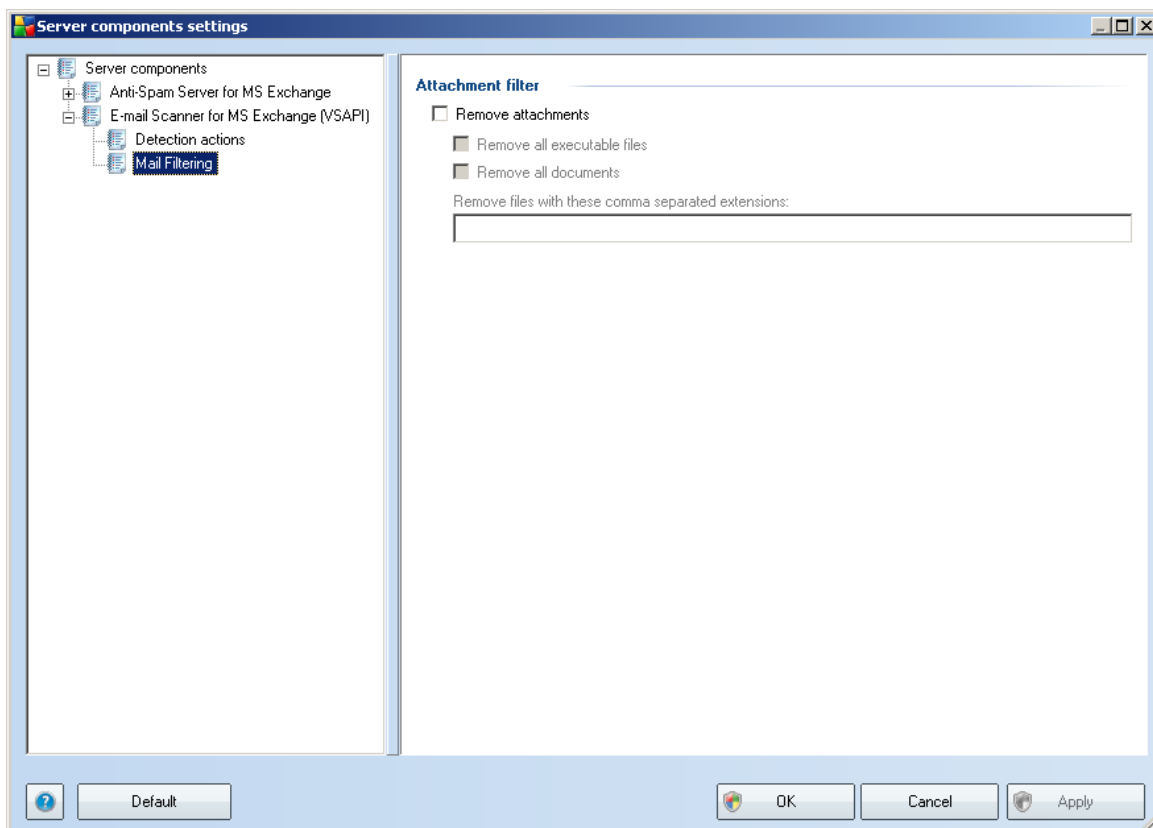 Server components settings
Server components
Anti-Spam Server for MS Exchange
E-mail Scanner for MS Exchange (VSAPI)
Detection actions
Mail Filtering
Attachment filter
Remove attachments
Remove all executable files
Remove all documents
Remove files with these comma separated extensions:
Default
OK
Cancel
Apply